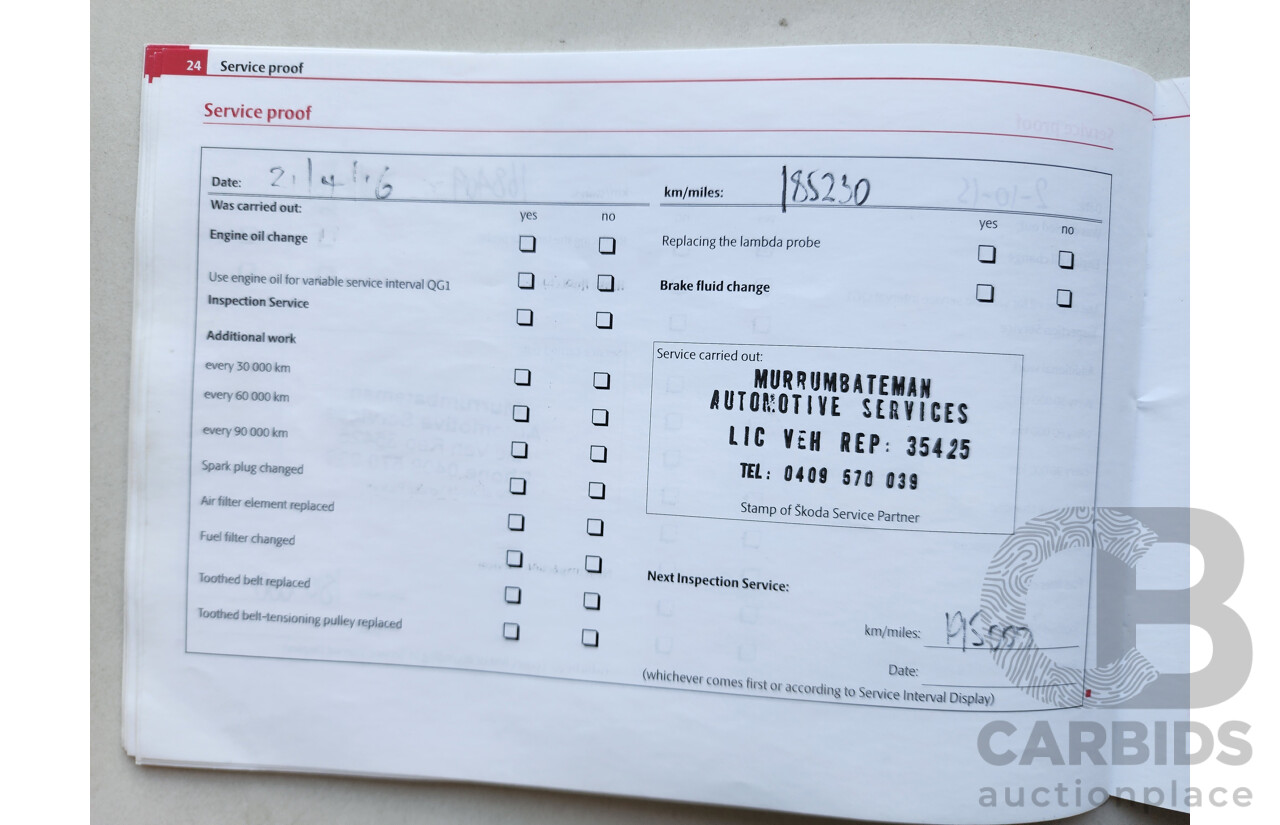 24 Service proof
Service proof
Date: 21/4/16
km/miles: 185230
Was carried out:
yes no
yes no
Engine oil change
Replacing the lambda probe
Use engine oil for variable service interval QG1
Brake fluid change
Inspection Service
Additional work
every 30 000 km
every 60 000 km
every 90 000 km
Spark plug changed
Air filter element replaced
Fuel filter changed
Toothed belt replaced
Toothed belt-tensioning pulley replaced
Service carried out:
MURRUMBATEMAN
AUTOMOTIVE SERVICES
LIC VEH REP: 35425
TEL: 0409 570 039
Stamp of Škoda Service Partner
Next Inspection Service:
km/miles:
Date:
(whichever comes first or according to Service Interval Display)
CB
CARBIDS
auctionplace